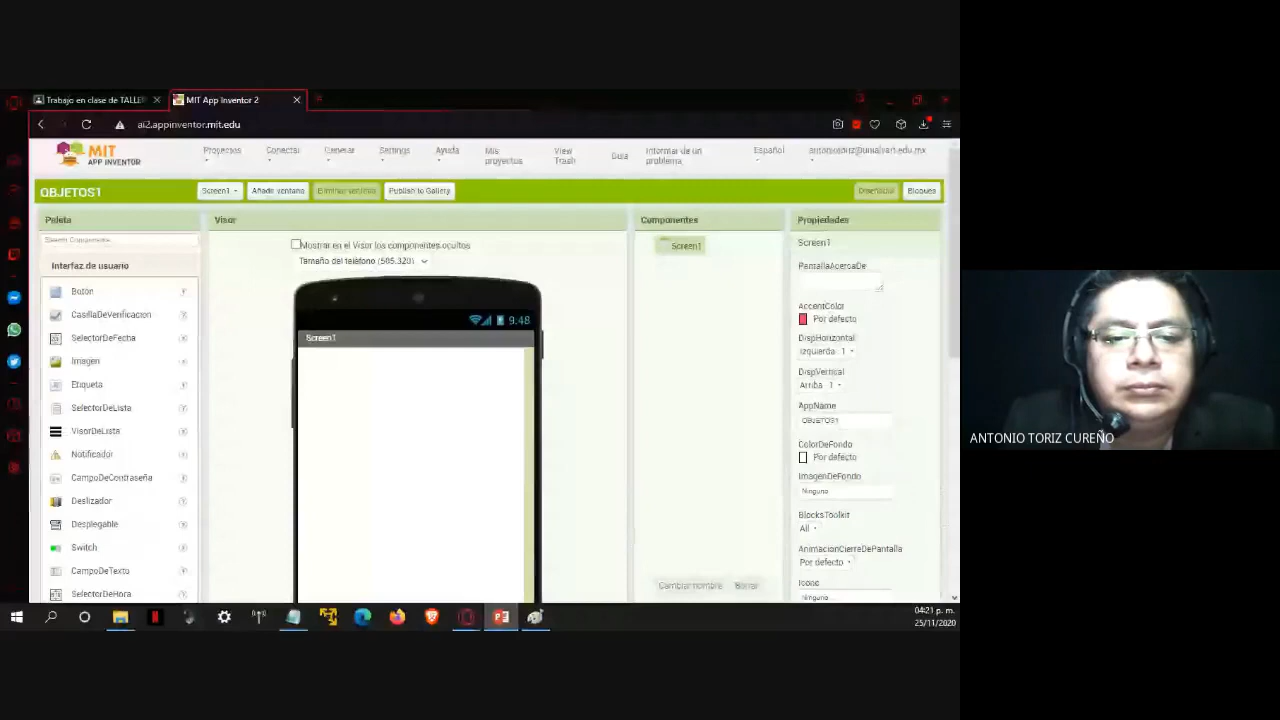 Trabajo en clase de TALLE
MIT App Inventor 2
ai2.appinventor.mit.edu
MIT
APP INVENTOR
Proyectos
Conectar
Generar
Settings
Ayuda
Mis proyectos
View Trash
Guía
Informar de un problema
Español
OBJETOS1
Screen1
Añadir ventana
Eliminar ventana
Publish to Gallery
Diseñador
Bloques
Paleta
Search Components...
Interfaz de usuario
Botón
CasillaDeVerificación
SelectorDeFecha
Imagen
Etiqueta
SelectorDeLista
VisorDeLista
Notificador
CampoDeContraseña
Deslizador
Desplegable
Switch
CampoDeTexto
SelectorDeHora
Visor
Mostrar en el Visor los componentes ocultos
Tamaño del teléfono (505,320)
9:48
Screen1
Componentes
Screen1
Cambiar nombre
Borrar
Propiedades
Screen1
PantallaAcercaDe
AccentColor
Por defecto
DispHorizontal
Izquierda : 1
DispVertical
Arriba : 1
AppName
OBJETOS1
ColorDeFondo
Por defecto
ImagenDeFondo
Ninguno...
BlocksToolkit
All
AnimaciónCierreDePantalla
Por defecto
Icono
Ninguno...
04:21 p. m.
25/11/2020
ANTONIO TORIZ CUREÑO